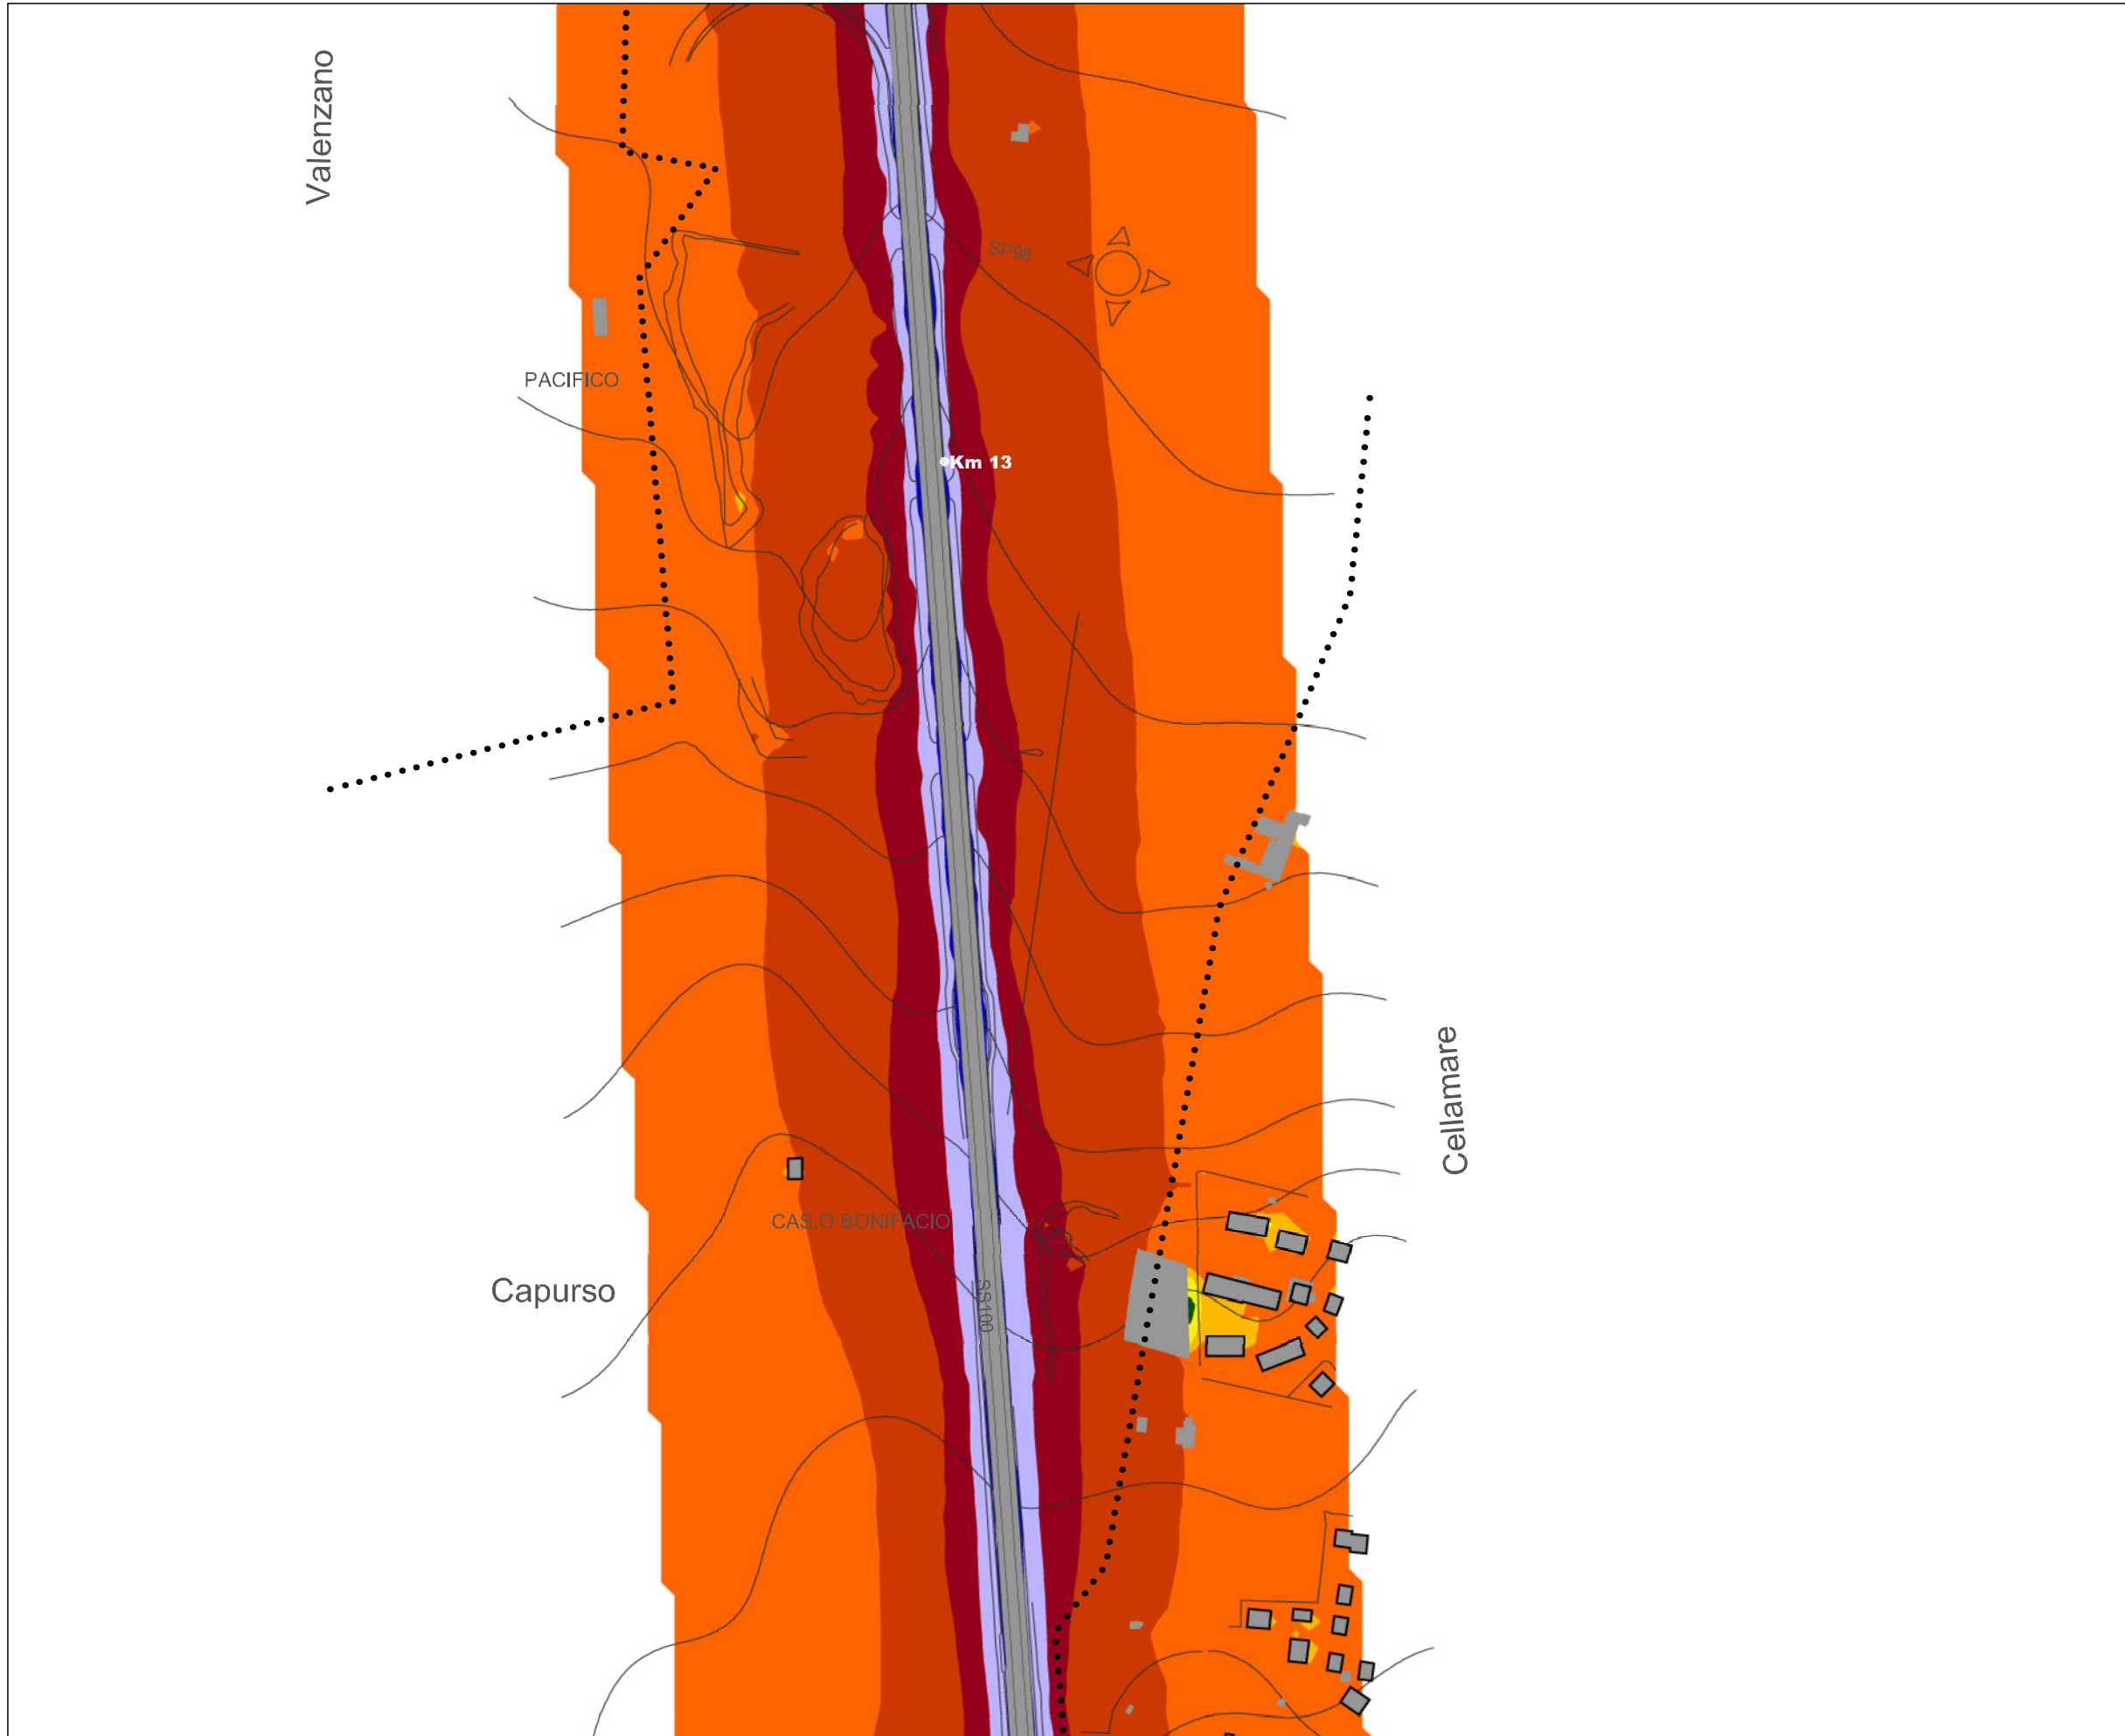 Valenzano
SP98
PACIFICO
Km 13
Cellamare
CAS.O BONIFACIO
Capurso
SS100